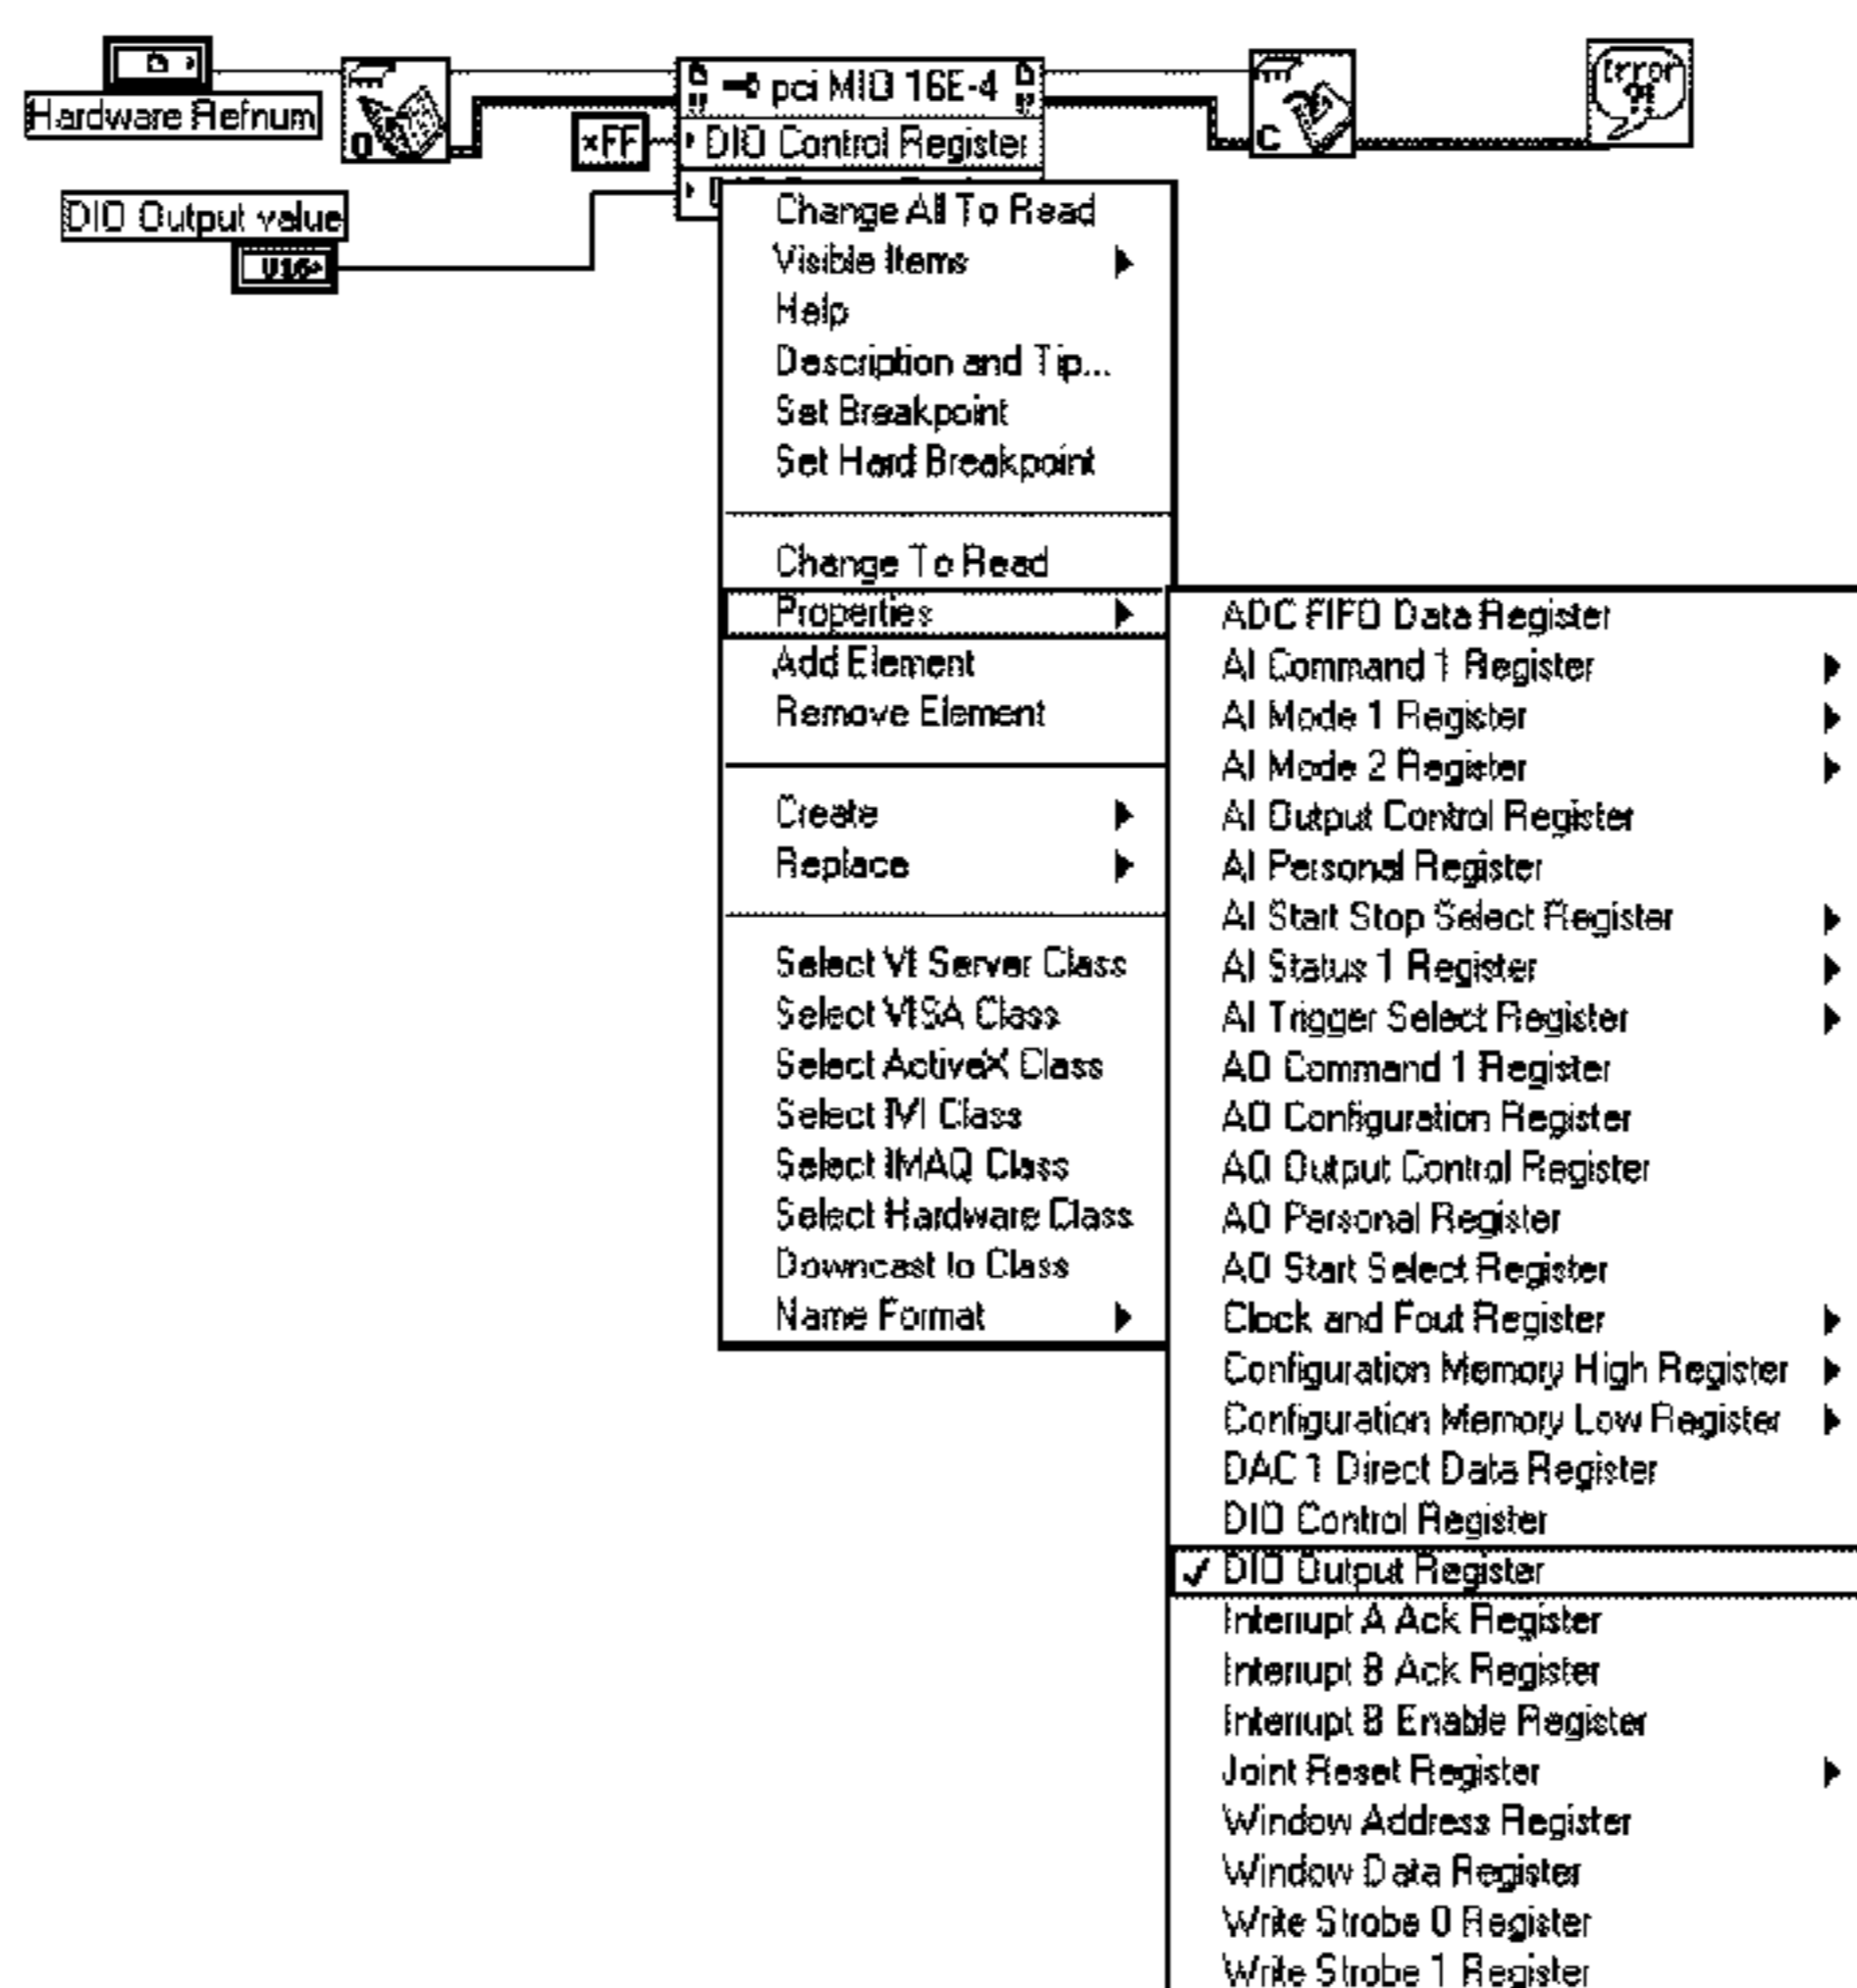 Hardware Refnum
O
pci MIO 16E-4
C
Error
xFF
DIO Control Register
DIO Output value
U16
Change All To Read
Visible Items
Help
Description and Tip...
Set Breakpoint
Set Hard Breakpoint
Change To Read
Properties
Add Element
Remove Element
Create
Replace
Select VI Server Class
Select VISA Class
Select ActiveX Class
Select IVI Class
Select IMAQ Class
Select Hardware Class
Downcast to Class
Name Format
ADC FIFO Data Register
AI Command 1 Register
AI Mode 1 Register
AI Mode 2 Register
AI Output Control Register
AI Personal Register
AI Start Stop Select Register
AI Status 1 Register
AI Trigger Select Register
AO Command 1 Register
AO Configuration Register
AO Output Control Register
AO Personal Register
AO Start Select Register
Clock and Fout Register
Configuration Memory High Register
Configuration Memory Low Register
DAC 1 Direct Data Register
DIO Control Register
✓ DIO Output Register
Interrupt A Ack Register
Interrupt B Ack Register
Interrupt B Enable Register
Joint Reset Register
Window Address Register
Window Data Register
Write Strobe 0 Register
Write Strobe 1 Register